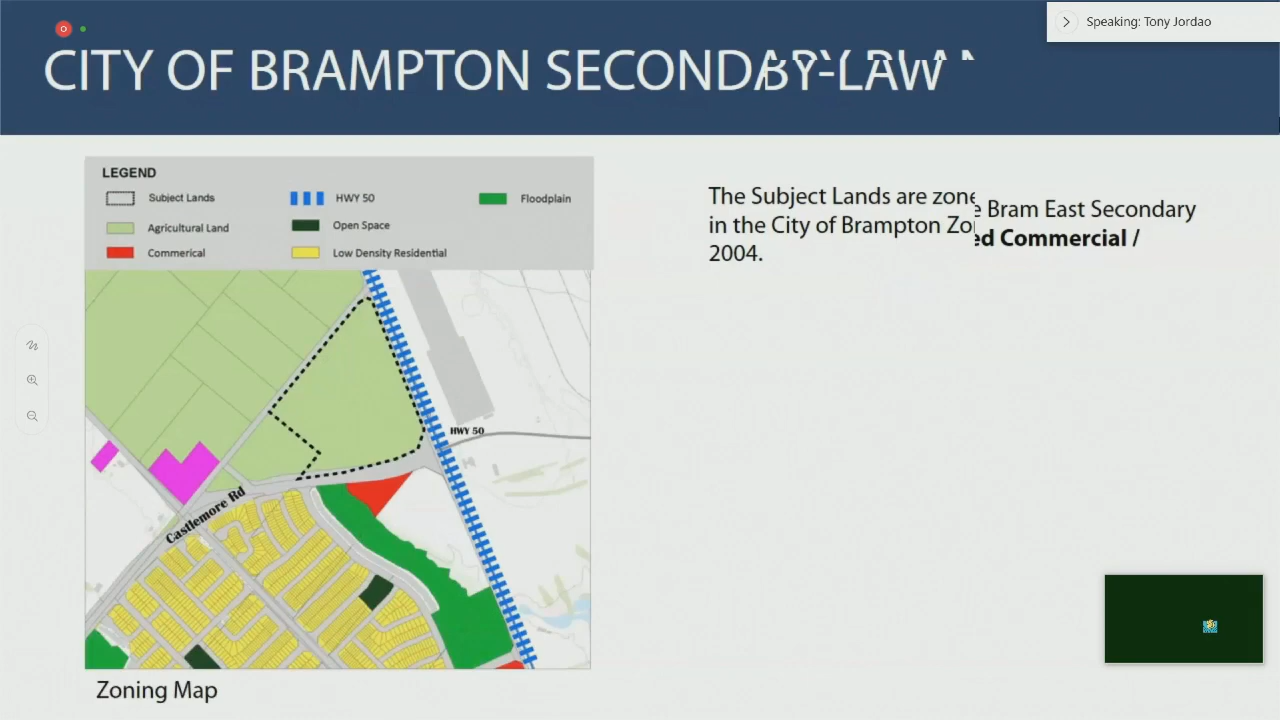 Speaking: Tony Jordao
CITY OF BRAMPTON SECONDBY-LAW
LEGEND
Subject Lands
HWY 50
Floodplain
Agricultural Land
Open Space
Commerical
Low Density Residential
The Subject Lands are zone
in the City of Brampton Zo
2004.
e Bram East Secondary
ed Commercial /
HWY 50
Castlemore Rd
Zoning Map